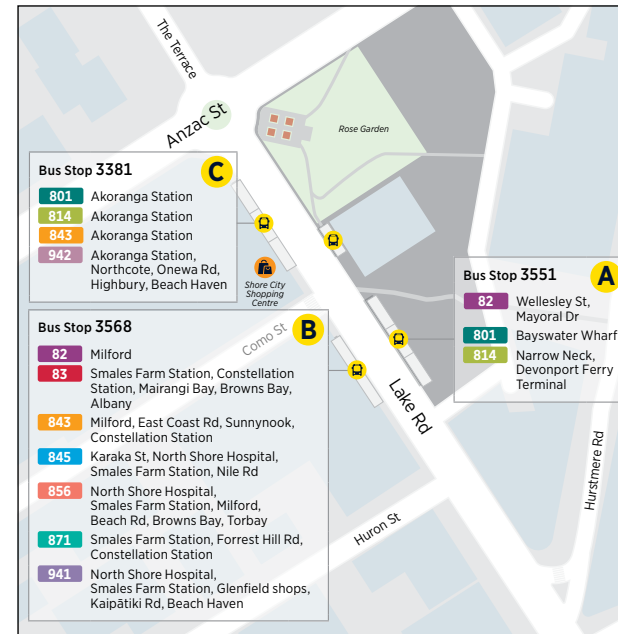 The Terrace
Anzac St
Rose Garden
Bus Stop 3381
C
801 Akoranga Station
814 Akoranga Station
843 Akoranga Station
942 Akoranga Station,
Northcote, Onewa Rd,
Highbury, Beach Haven
Shore City
Shopping
Centre
Bus Stop 3551
A
82 Wellesley St,
Mayoral Dr
801 Bayswater Wharf
814 Narrow Neck,
Devonport Ferry
Terminal
Bus Stop 3568
B
82 Milford
83 Smales Farm Station, Constellation
Station, Mairangi Bay, Browns Bay,
Albany
843 Milford, East Coast Rd, Sunnynook,
Constellation Station
845 Karaka St, North Shore Hospital,
Smales Farm Station, Nile Rd
856 North Shore Hospital,
Smales Farm Station, Milford,
Beach Rd, Browns Bay, Torbay
871 Smales Farm Station, Forrest Hill Rd,
Constellation Station
941 North Shore Hospital,
Smales Farm Station, Glenfield shops,
Kaipātiki Rd, Beach Haven
Como St
Lake Rd
Huron St
Hurstmere Rd